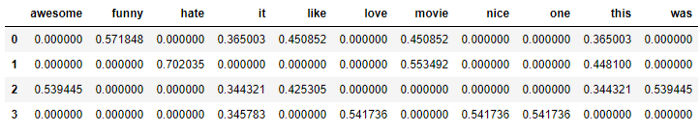 awesome funny hate it like love movie nice one this was
0 0.000000 0.571848 0.000000 0.365003 0.450852 0.000000 0.450852 0.000000 0.000000 0.365003 0.000000
1 0.000000 0.000000 0.702035 0.000000 0.000000 0.000000 0.553492 0.000000 0.000000 0.448100 0.000000
2 0.539445 0.000000 0.000000 0.344321 0.425305 0.000000 0.000000 0.000000 0.000000 0.344321 0.539445
3 0.000000 0.000000 0.000000 0.345783 0.000000 0.541736 0.000000 0.541736 0.541736 0.000000 0.000000